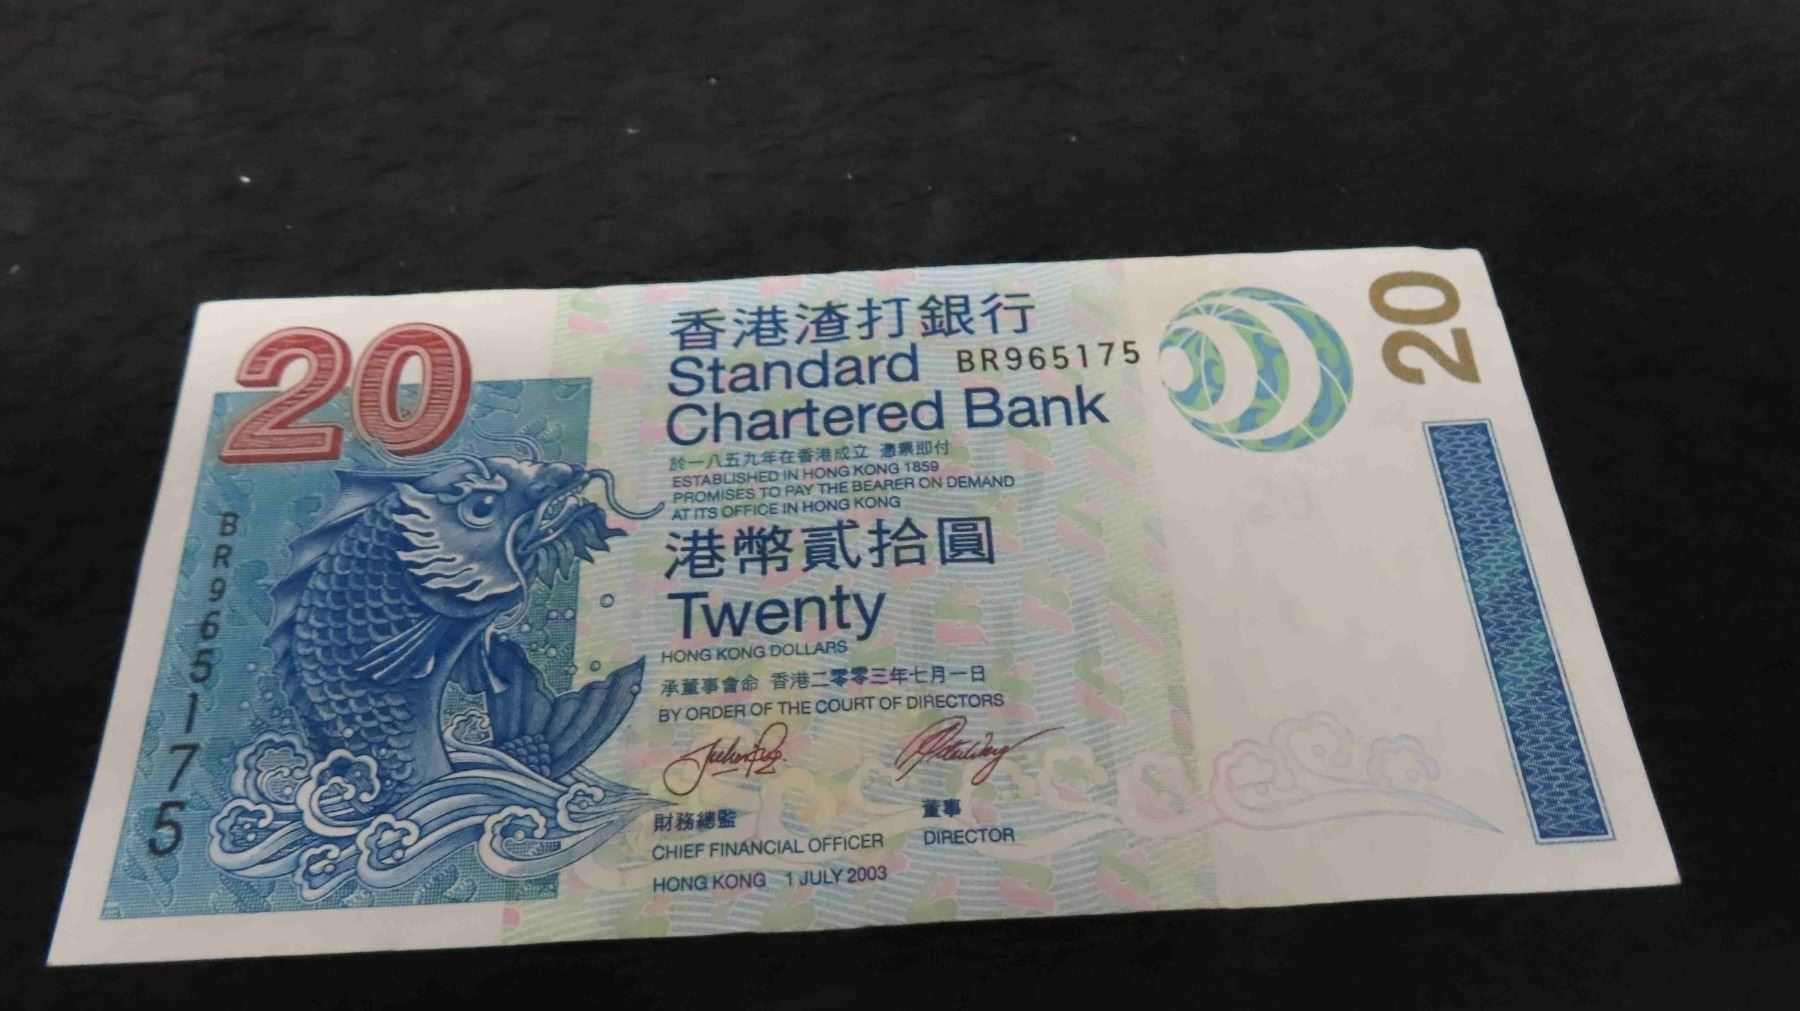 20
香港渣打銀行
Standard
Chartered Bank
BR965175
20
於一八五九年在香港成立 憑票即付
ESTABLISHED IN HONG KONG 1859
PROMISES TO PAY THE BEARER ON DEMAND
AT ITS OFFICE IN HONG KONG
港幣貳拾圓
Twenty
HONG KONG DOLLARS
承董事會命 香港二零零三年七月一日
BY ORDER OF THE COURT OF DIRECTORS
財務總監
CHIEF FINANCIAL OFFICER
董事
DIRECTOR
HONG KONG 1 JULY 2003
BR965175